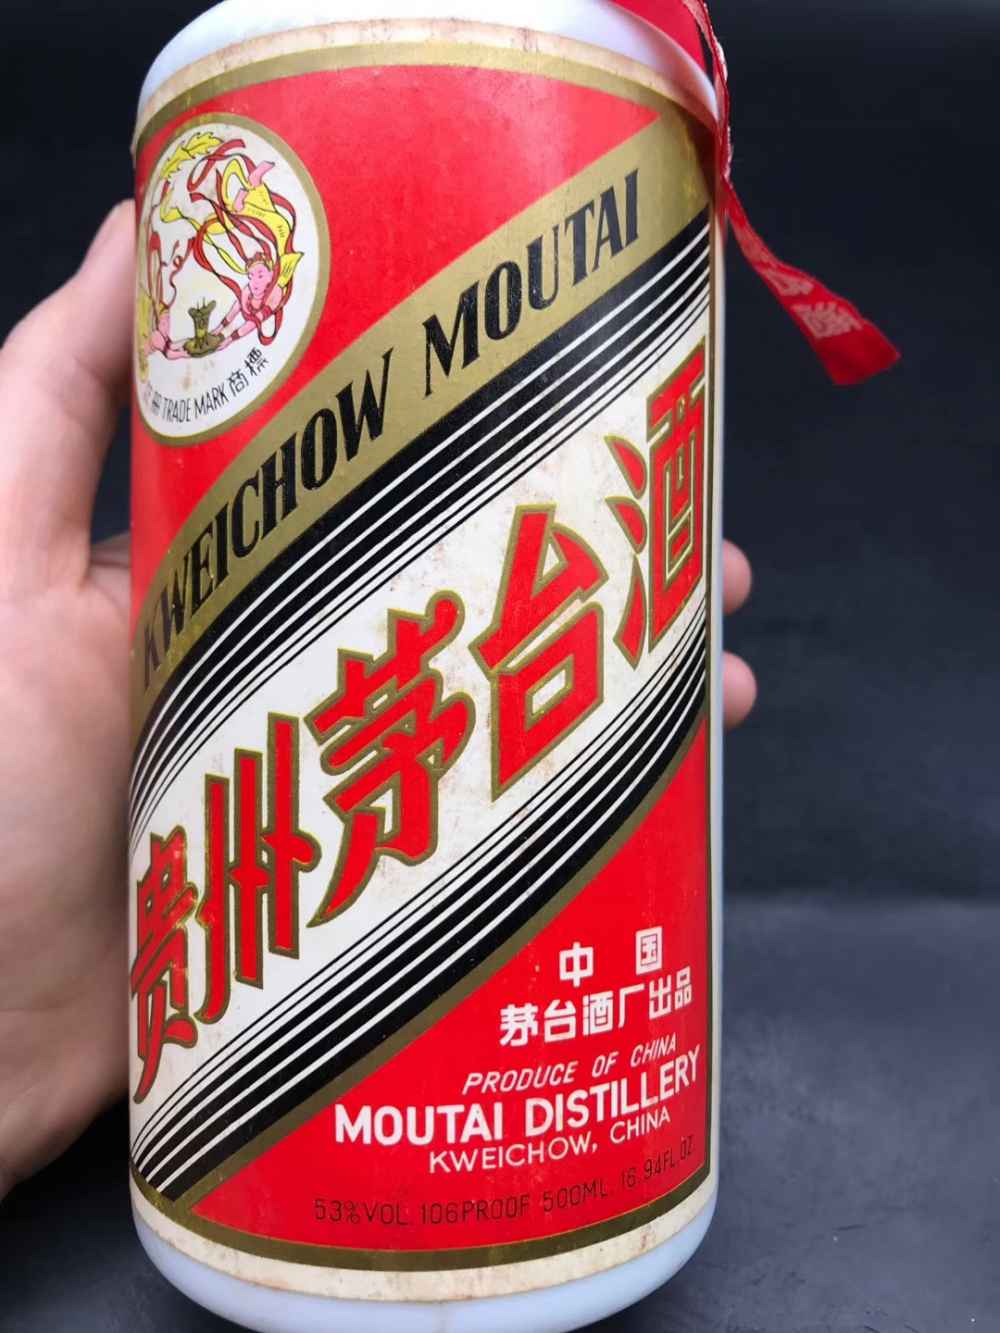 TRADE MARK 商標
KWEICHOW MOUTAI
贵州茅台酒
中国
茅台酒厂出品
PRODUCE OF CHINA
MOUTAI DISTILLERY
KWEICHOW, CHINA
53%VOL. 106PROOF 500ML. 16.94FL.OZ.